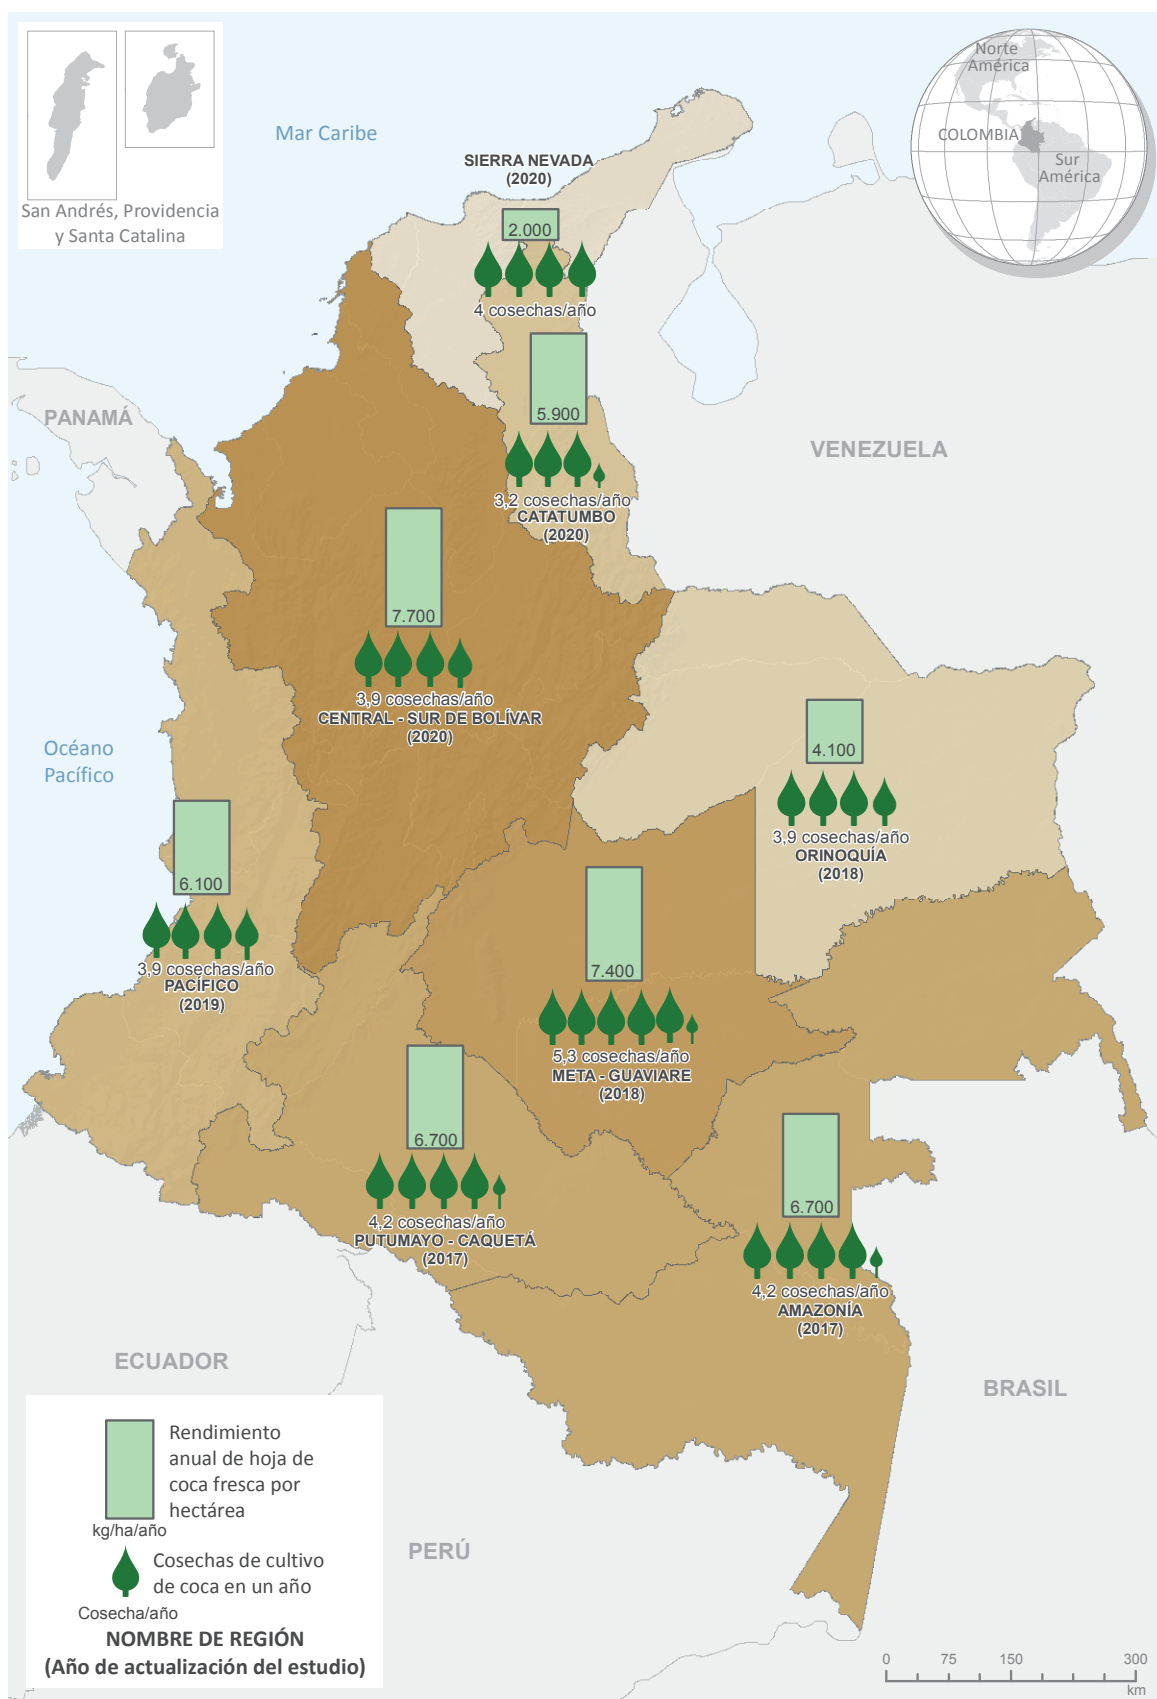 Norte
América
COLOMBIA
Sur
América
San Andrés, Providencia
y Santa Catalina
Mar Caribe
SIERRA NEVADA
(2020)
2.000
4 cosechas/año
5.900
3,2 cosechas/año
CATATUMBO
(2020)
PANAMÁ
VENEZUELA
7.700
3,9 cosechas/año
CENTRAL - SUR DE BOLÍVAR
(2020)
Océano
Pacífico
4.100
3,9 cosechas/año
ORINOQUÍA
(2018)
6.100
3,9 cosechas/año
PACÍFICO
(2019)
7.400
5,3 cosechas/año
META - GUAVIARE
(2018)
6.700
4,2 cosechas/año
PUTUMAYO - CAQUETÁ
(2017)
6.700
4,2 cosechas/año
AMAZONÍA
(2017)
ECUADOR
BRASIL
PERÚ
Rendimiento
anual de hoja de
coca fresca por
hectárea
kg/ha/año
Cosechas de cultivo
de coca en un año
Cosecha/año
NOMBRE DE REGIÓN
(Año de actualización del estudio)
0 75 150 300
km